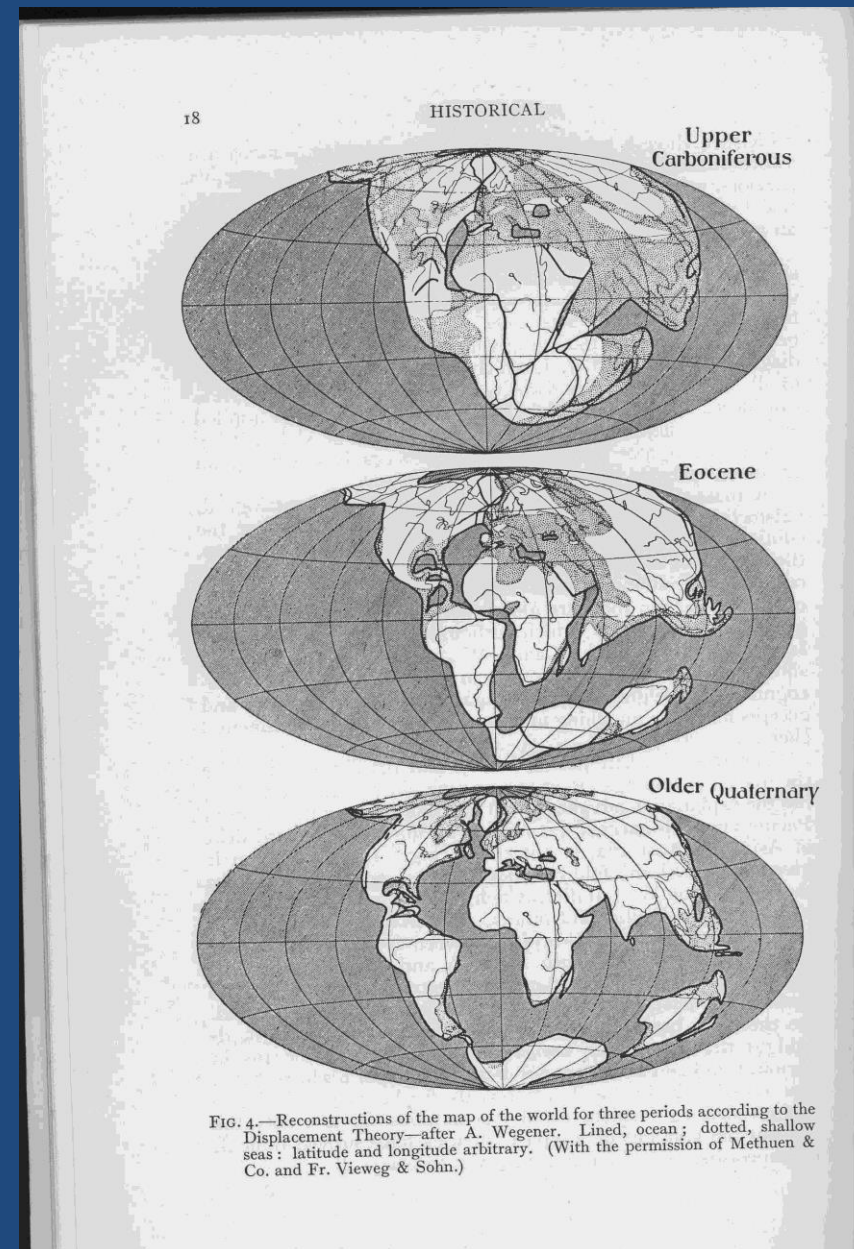 18
HISTORICAL
Upper
Carboniferous
Eocene
Older Quaternary
FIG. 4.—Reconstructions of the map of the world for three periods according to the
Displacement Theory—after A. Wegener. Lined, ocean; dotted, shallow
seas: latitude and longitude arbitrary. (With the permission of Methuen &
Co. and Fr. Vieweg & Sohn.)